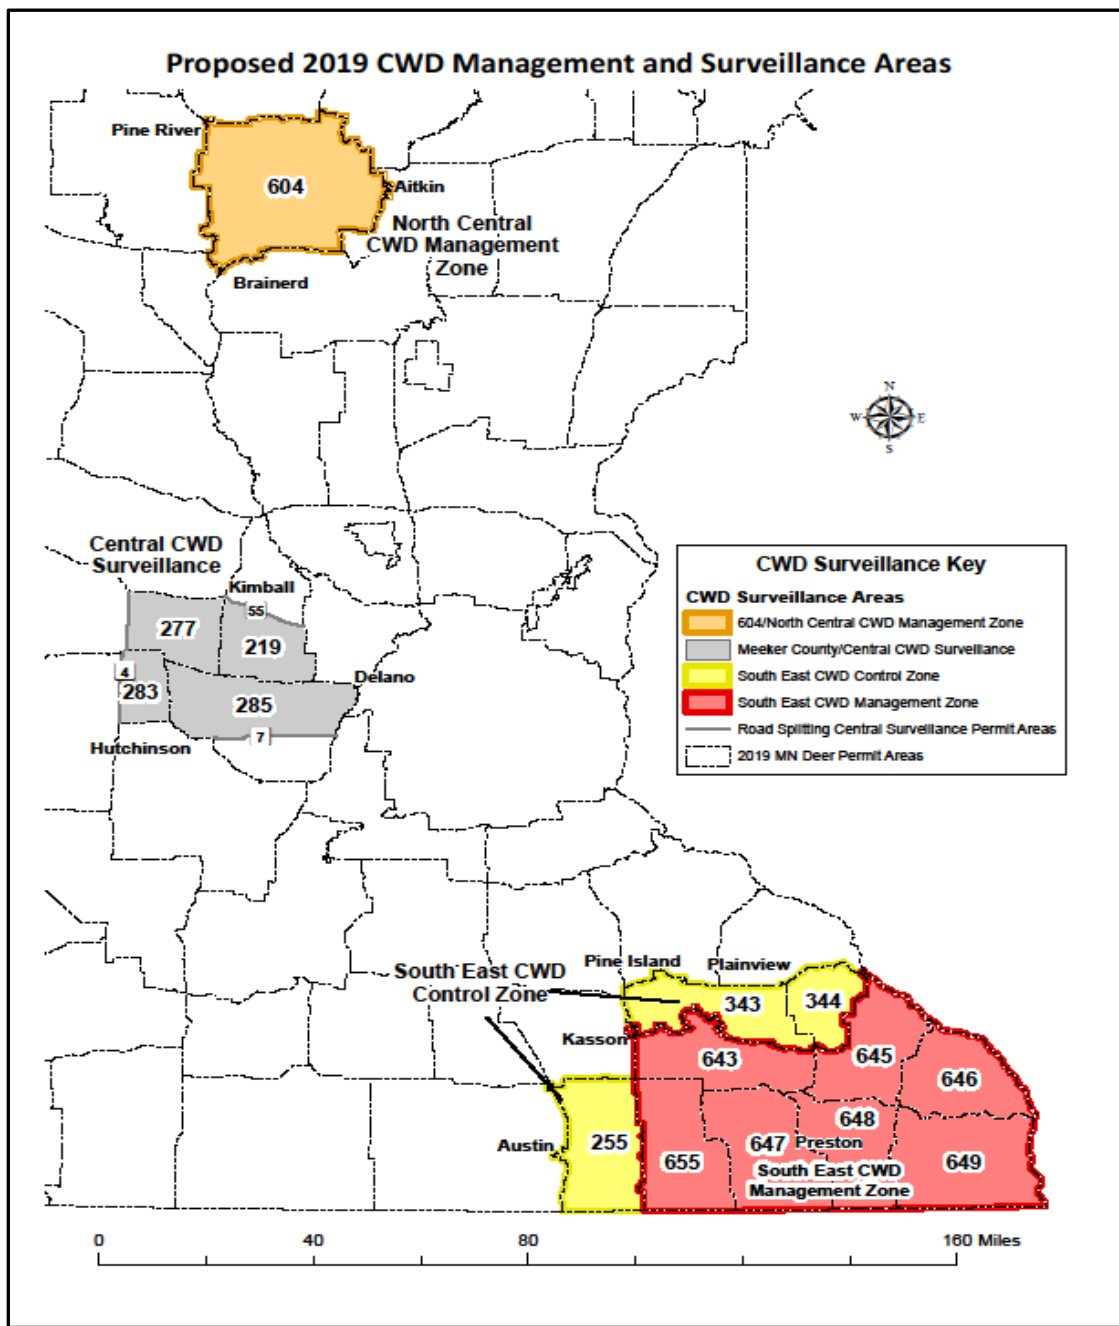 Proposed 2019 CWD Management and Surveillance Areas
Pine River
604
Aitkin
North Central
CWD Management
Zone
Brainerd
N
W
E
S
Central CWD
Surveillance
Kimball
55
277
219
4
283
285
Delano
7
Hutchinson
CWD Surveillance Key
CWD Surveillance Areas
604/North Central CWD Management Zone
Meeker County/Central CWD Surveillance
South East CWD Control Zone
South East CWD Management Zone
Road Splitting Central Surveillance Permit Areas
2019 MN Deer Permit Areas
South East CWD
Control Zone
Pine Island
Plainview
343
344
Kasson
643
645
646
Austin
255
655
647
648
Preston
649
South East CWD
Management Zone
0
40
80
160 Miles